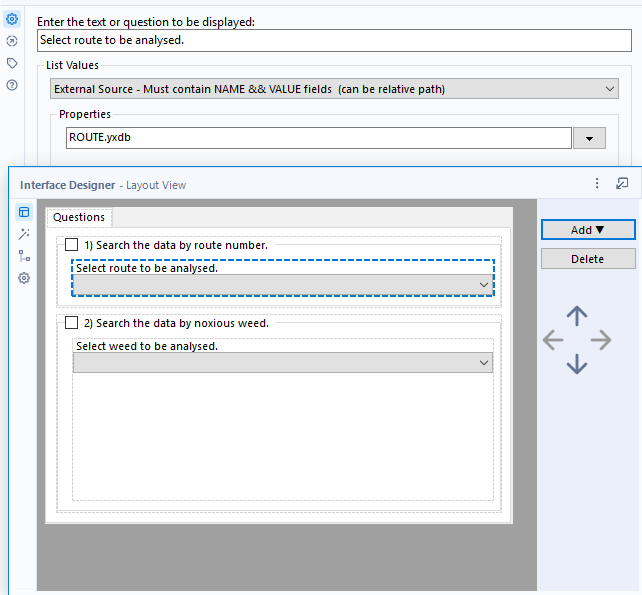 Enter the text or question to be displayed:
Select route to be analysed.
List Values
External Source - Must contain NAME && VALUE fields (can be relative path)
Properties
ROUTE.yxdb
Interface Designer - Layout View
Questions
Add ▼
1) Search the data by route number.
Delete
Select route to be analysed.
2) Search the data by noxious weed.
Select weed to be analysed.